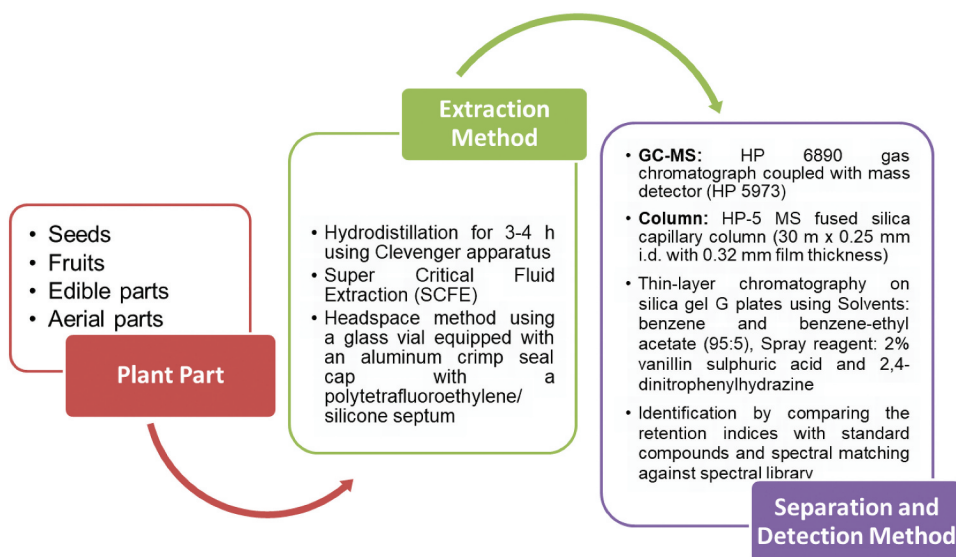 • Seeds
• Fruits
• Edible parts
• Aerial parts
Plant Part
Extraction
Method
• Hydrodistillation for 3-4 h
using Clevenger apparatus
• Super Critical Fluid
Extraction (SCFE)
• Headspace method using
a glass vial equipped with
an aluminum crimp seal
cap with a
polytetrafluoroethylene/
silicone septum
• GC-MS: HP 6890 gas
chromatograph coupled with mass
detector (HP 5973)
• Column: HP-5 MS fused silica
capillary column (30 m x 0.25 mm
i.d. with 0.32 mm film thickness)
• Thin-layer chromatography on
silica gel G plates using Solvents:
benzene and benzene-ethyl
acetate (95:5), Spray reagent: 2%
vanillin sulphuric acid and 2,4-
dinitrophenylhydrazine
• Identification by comparing the
retention indices with standard
compounds and spectral matching
against spectral library
Separation and
Detection Method